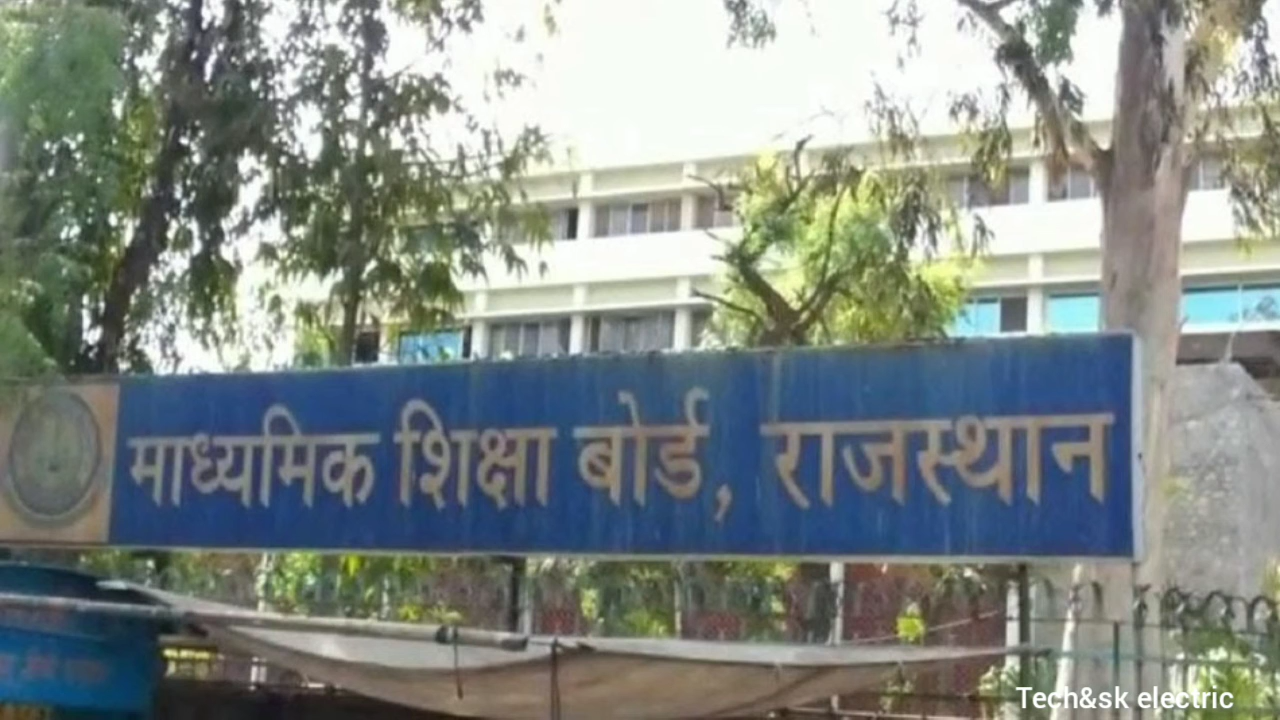 माध्यमिक शिक्षा बोर्ड, राजस्थान
Tech&sk electric